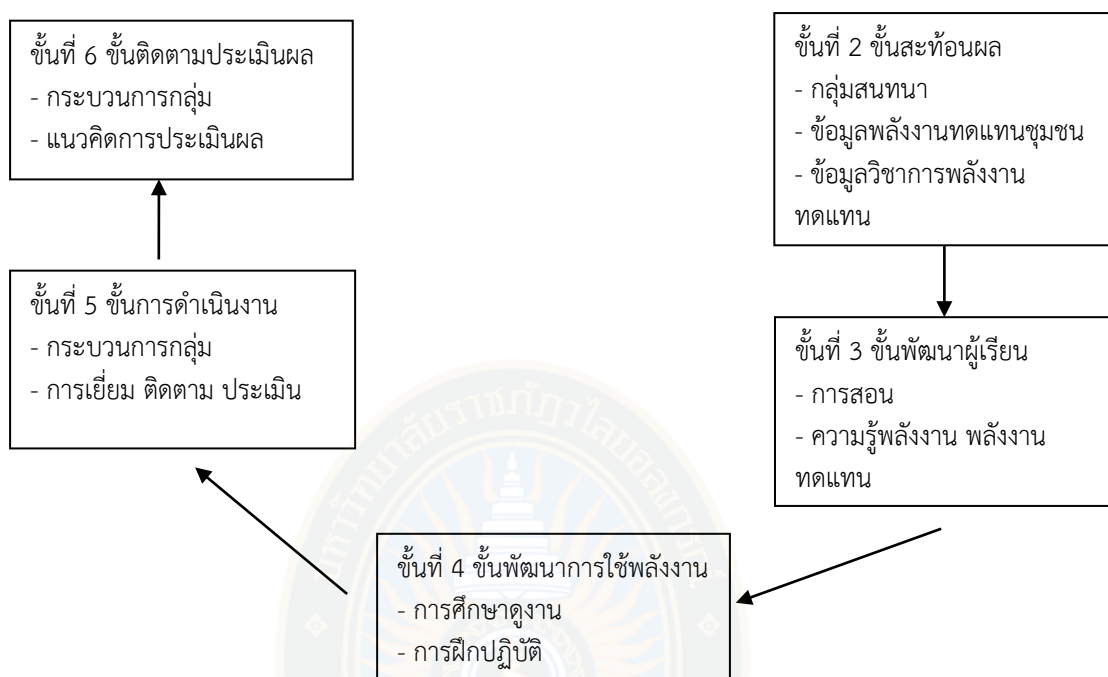 ขั้นที่ 6 ขั้นติดตามประเมินผล
- กระบวนการกลุ่ม
- แนวคิดการประเมินผล
ขั้นที่ 2 ขั้นสะท้อนผล
- กลุ่มสนทนา
- ข้อมูลพลังงานทดแทนชุมชน
- ข้อมูลวิชาการพลังงาน
ทดแทน
ขั้นที่ 5 ขั้นการดำเนินงาน
- กระบวนการกลุ่ม
- การเยี่ยม ติดตาม ประเมิน
ขั้นที่ 3 ขั้นพัฒนาผู้เรียน
- การสอน
- ความรู้พลังงาน พลังงาน
ทดแทน
ขั้นที่ 4 ขั้นพัฒนาการใช้พลังงาน
- การศึกษาดูงาน
- การฝึกปฏิบัติ